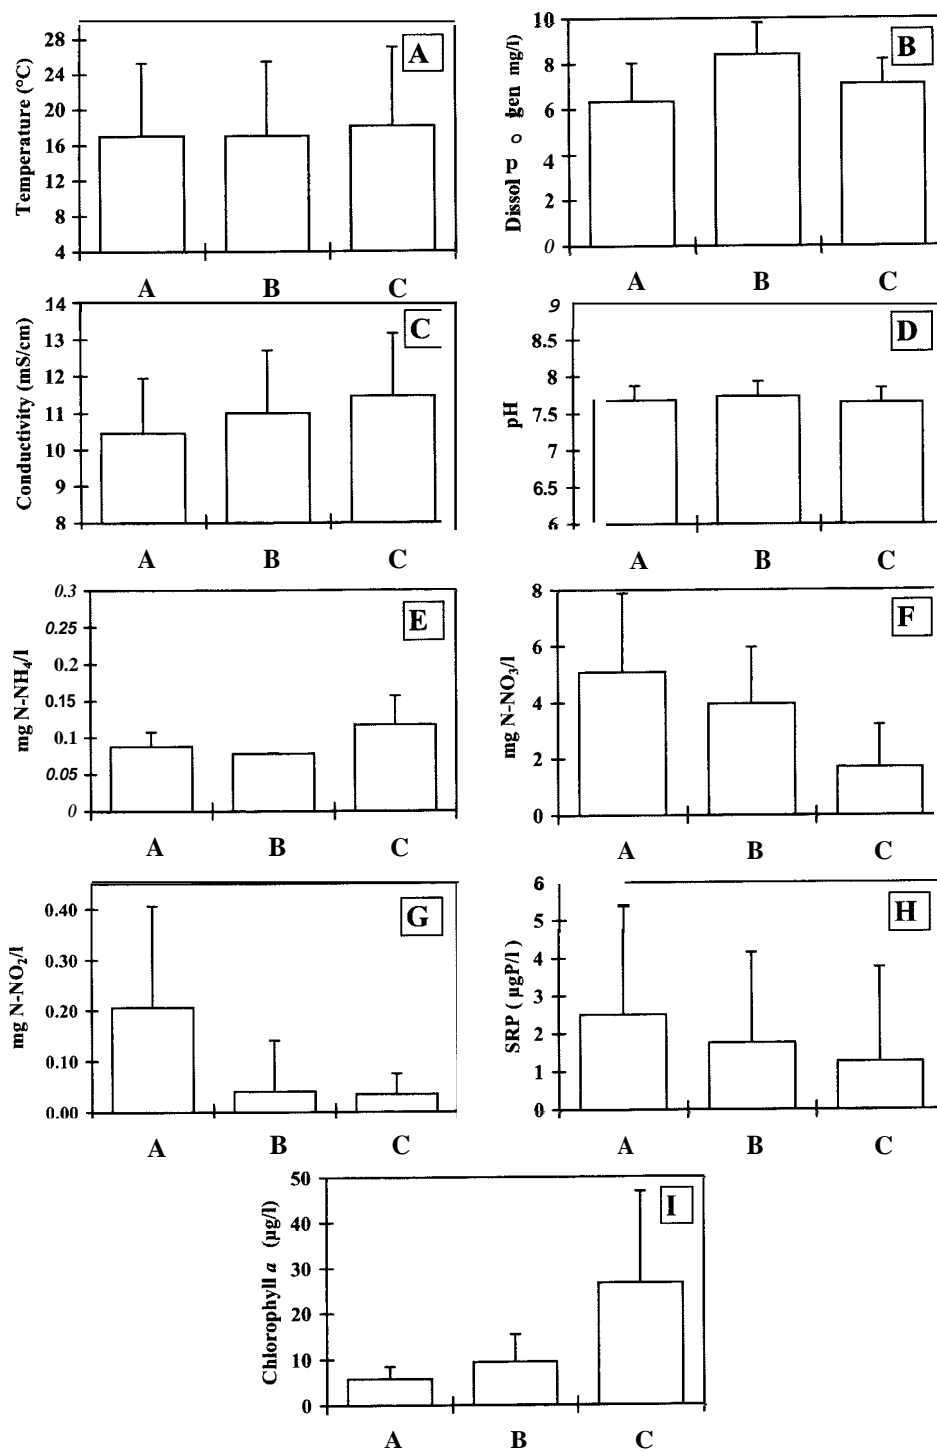 A
Temperature (°C)
28
24
20
16
12
8
4
A B C
B
Dissol p o gen mg/l
10
8
6
4
2
0
A B C
C
Conductivity (mS/cm)
14
13
12
11
10
9
8
A B C
D
pH
9
8.5
8
7.5
7
6.5
6
A B C
E
mg N-NH₄/l
0.3
0.25
0.2
0.15
0.1
0.05
0
A B C
F
mg N-NO₃/l
8
6
4
2
0
A B C
G
mg N-NO₂/l
0.40
0.30
0.20
0.10
0.00
A B C
H
SRP ( µgP/l )
6
5
4
3
2
1
0
A B C
I
Chlorophyll a (µg/l)
50
40
30
20
10
0
A B C